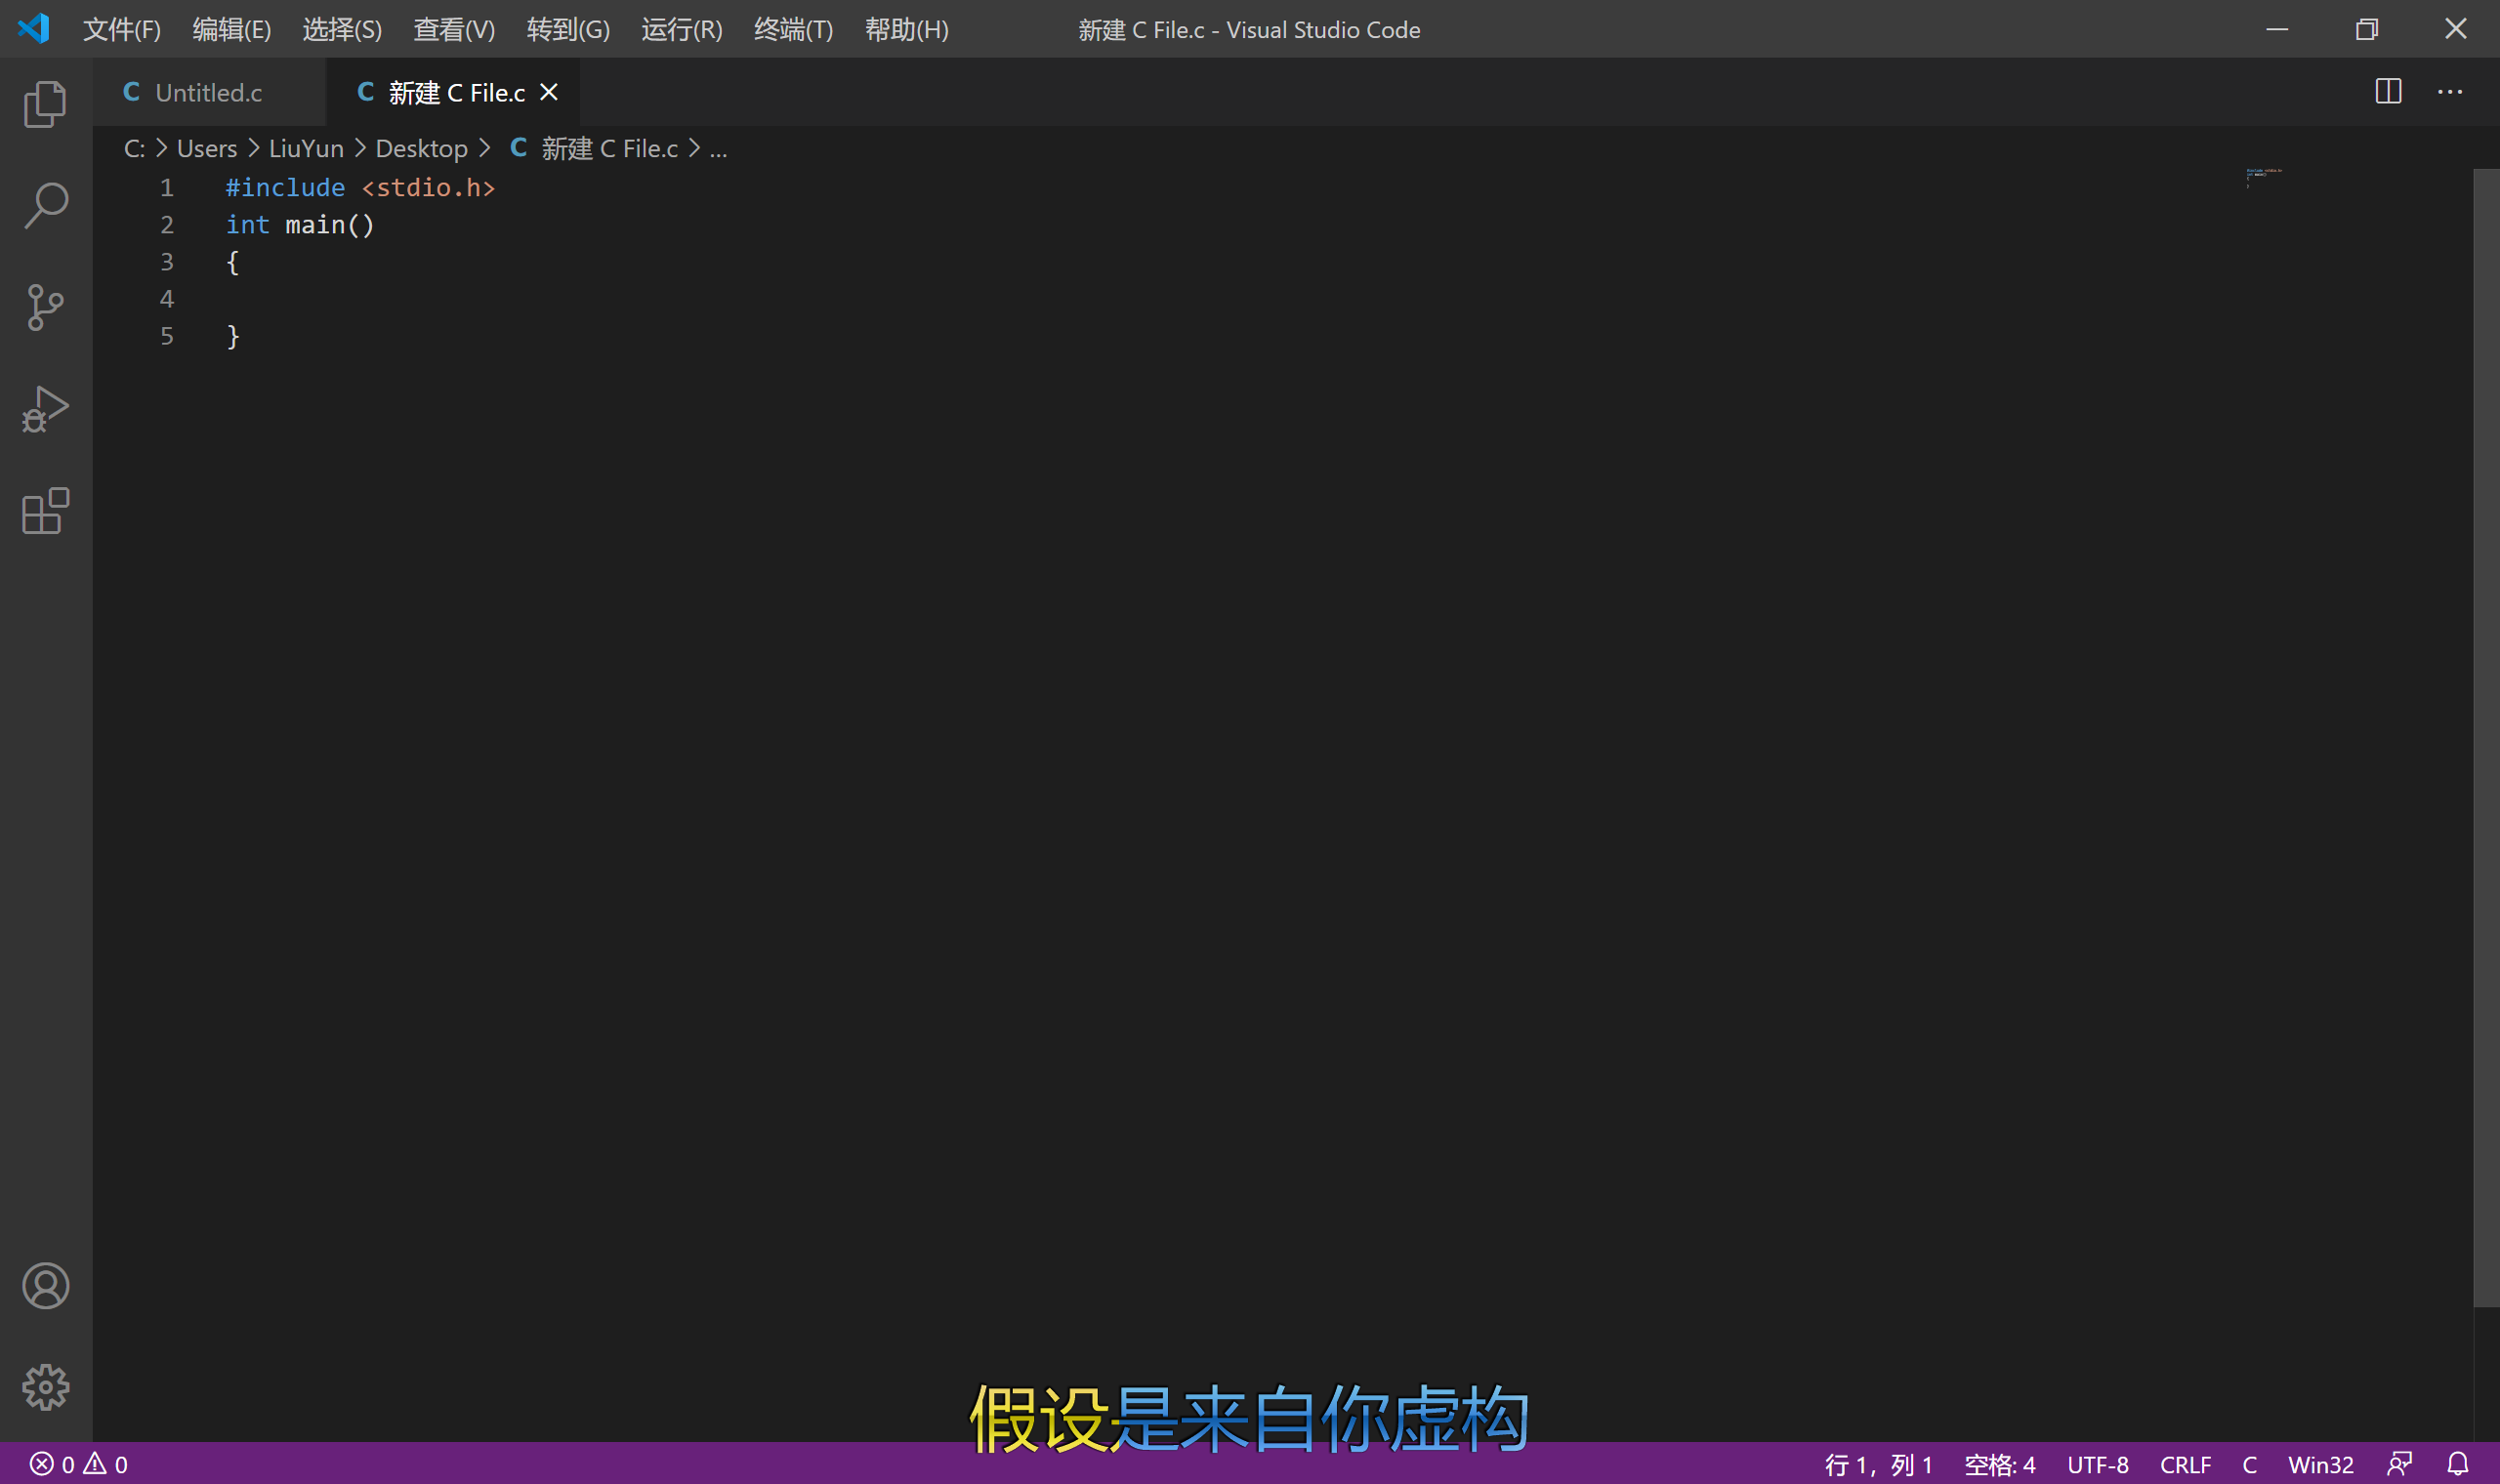 文件(F) 编辑(E) 选择(S) 查看(V) 转到(G) 运行(R) 终端(T) 帮助(H) 新建 C File.c - Visual Studio Code
C Untitled.c C 新建 C File.c
C: > Users > LiuYun > Desktop > C 新建 C File.c > ...
1 #include <stdio.h>
2 int main()
3 {
4
5 }
假设是来自你虚构
0 0 行 1，列 1 空格: 4 UTF-8 CRLF C Win32